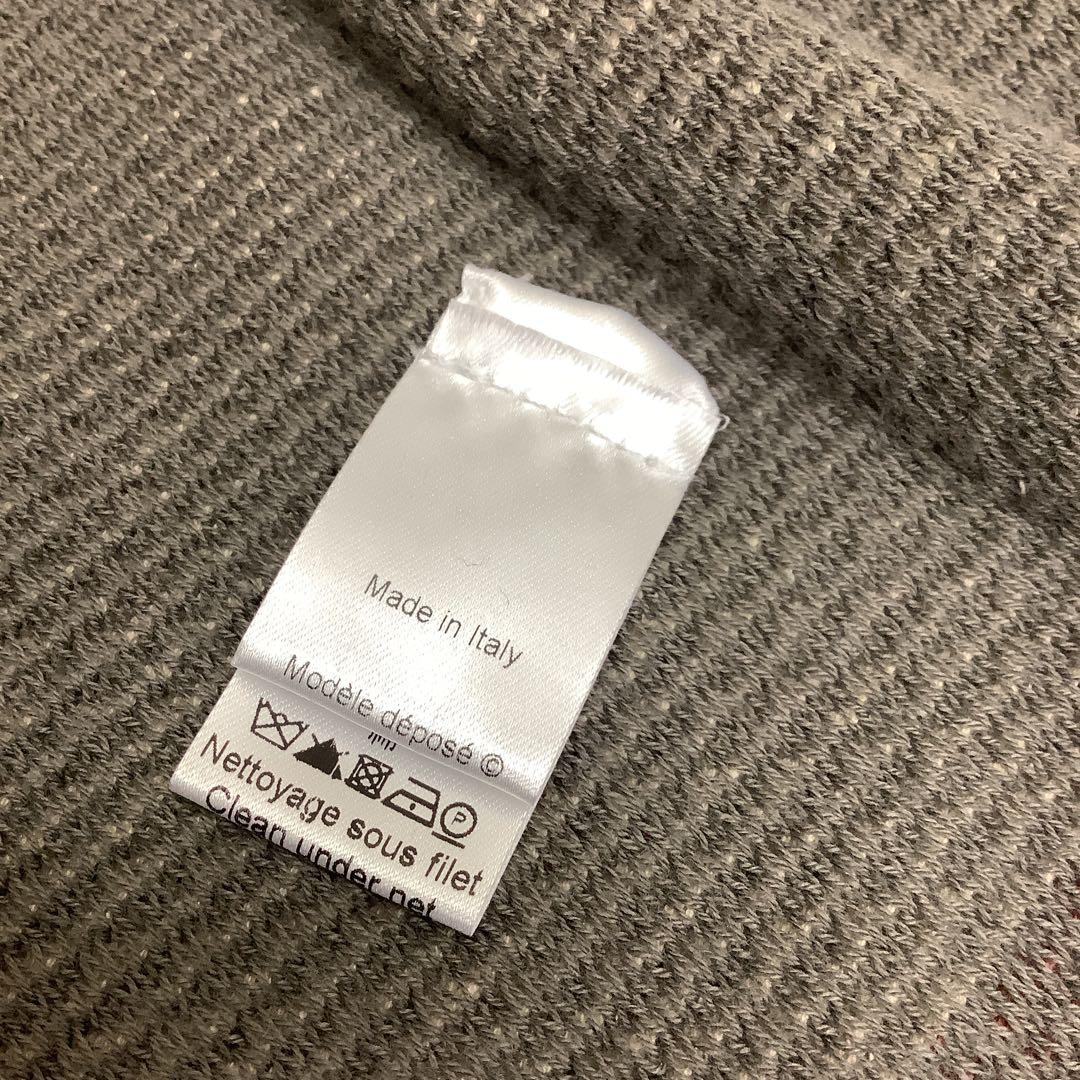 Made in Italy
Modèle déposé ©
P
Nettoyage sous filet
Clean under net